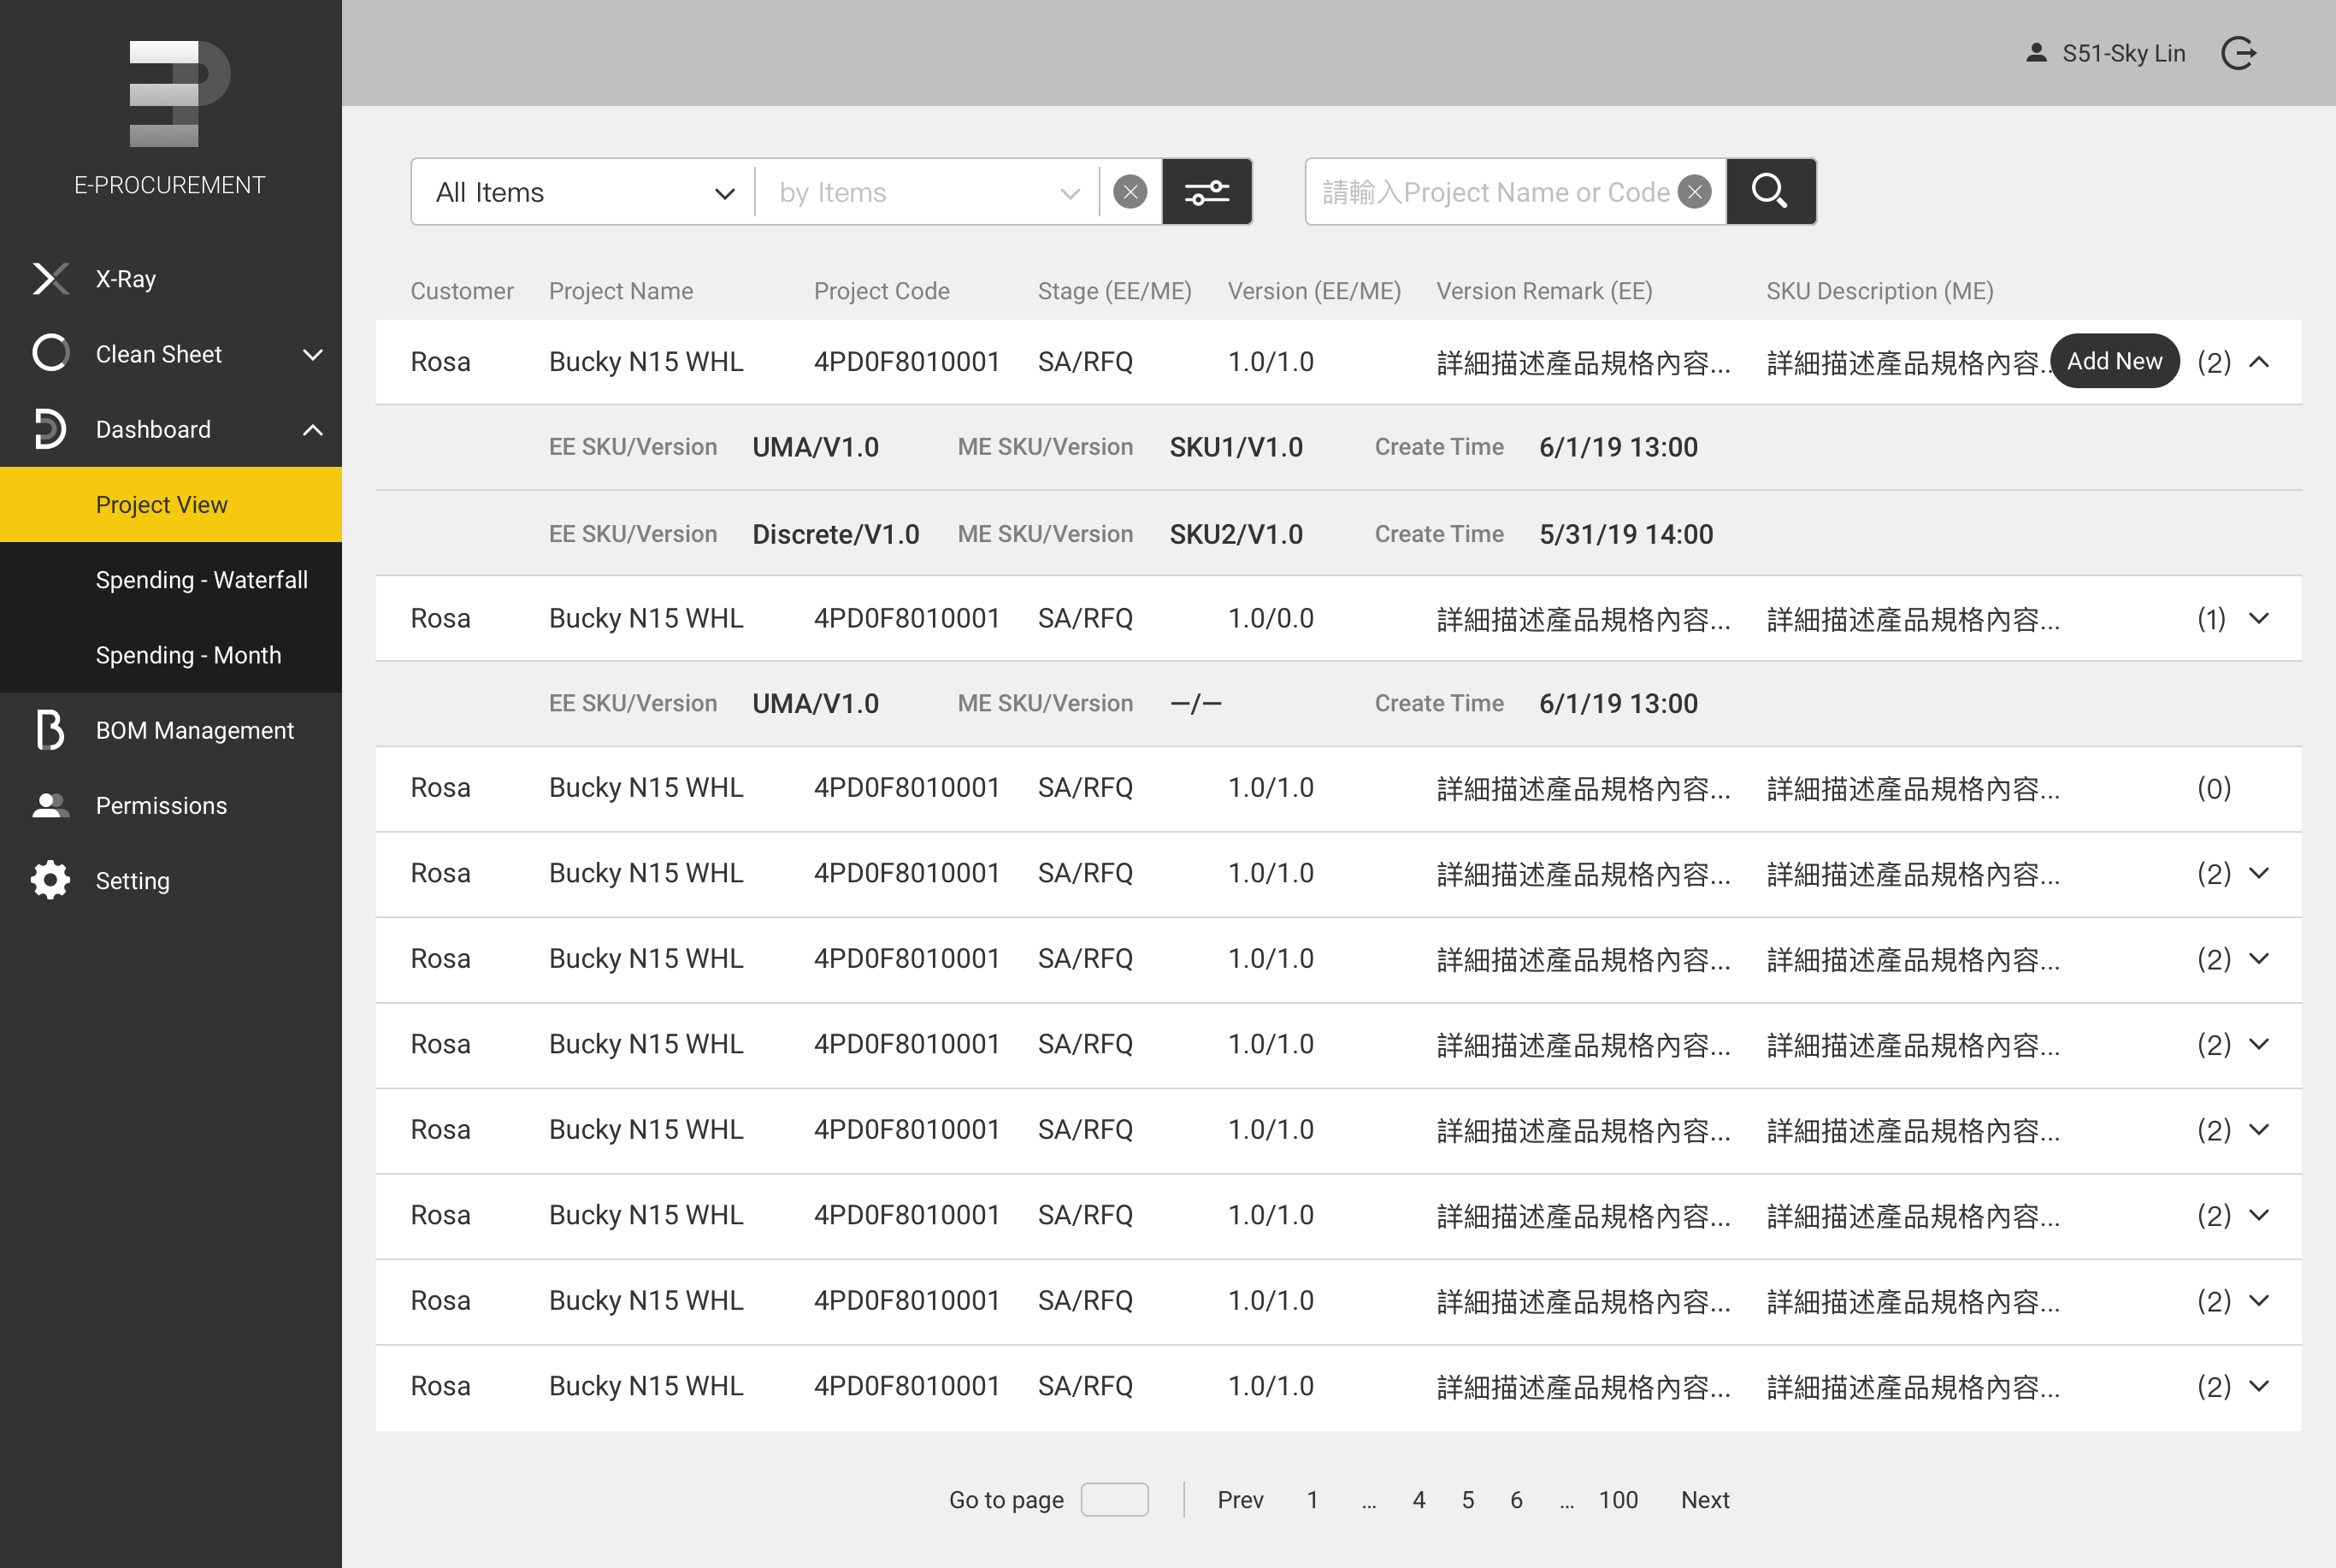 E-PROCUREMENT
X-Ray
Clean Sheet
Dashboard
Project View
Spending - Waterfall
Spending - Month
BOM Management
Permissions
Setting
S51-Sky Lin
All Items by Items 請輸入Project Name or Code
Customer Project Name Project Code Stage (EE/ME) Version (EE/ME) Version Remark (EE) SKU Description (ME)
Rosa Bucky N15 WHL 4PD0F8010001 SA/RFQ 1.0/1.0 詳細描述產品規格內容... 詳細描述產品規格內容... Add New (2)
EE SKU/Version UMA/V1.0 ME SKU/Version SKU1/V1.0 Create Time 6/1/19 13:00
EE SKU/Version Discrete/V1.0 ME SKU/Version SKU2/V1.0 Create Time 5/31/19 14:00
Rosa Bucky N15 WHL 4PD0F8010001 SA/RFQ 1.0/0.0 詳細描述產品規格內容... 詳細描述產品規格內容... (1)
EE SKU/Version UMA/V1.0 ME SKU/Version –/– Create Time 6/1/19 13:00
Rosa Bucky N15 WHL 4PD0F8010001 SA/RFQ 1.0/1.0 詳細描述產品規格內容... 詳細描述產品規格內容... (0)
Rosa Bucky N15 WHL 4PD0F8010001 SA/RFQ 1.0/1.0 詳細描述產品規格內容... 詳細描述產品規格內容... (2)
Rosa Bucky N15 WHL 4PD0F8010001 SA/RFQ 1.0/1.0 詳細描述產品規格內容... 詳細描述產品規格內容... (2)
Rosa Bucky N15 WHL 4PD0F8010001 SA/RFQ 1.0/1.0 詳細描述產品規格內容... 詳細描述產品規格內容... (2)
Rosa Bucky N15 WHL 4PD0F8010001 SA/RFQ 1.0/1.0 詳細描述產品規格內容... 詳細描述產品規格內容... (2)
Rosa Bucky N15 WHL 4PD0F8010001 SA/RFQ 1.0/1.0 詳細描述產品規格內容... 詳細描述產品規格內容... (2)
Rosa Bucky N15 WHL 4PD0F8010001 SA/RFQ 1.0/1.0 詳細描述產品規格內容... 詳細描述產品規格內容... (2)
Rosa Bucky N15 WHL 4PD0F8010001 SA/RFQ 1.0/1.0 詳細描述產品規格內容... 詳細描述產品規格內容... (2)
Go to page Prev 1 ... 4 5 6 ... 100 Next